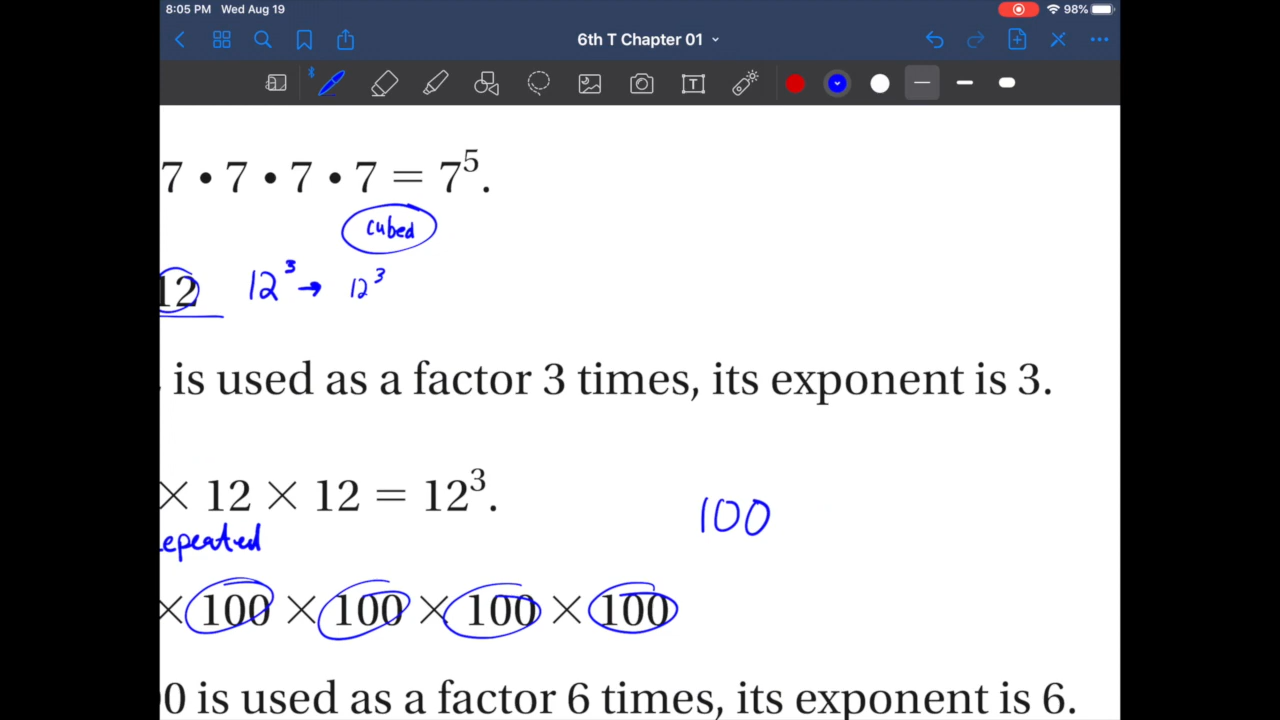 8:05 PM Wed Aug 19 98%
6th T Chapter 01
T
7 • 7 • 7 • 7 = 7⁵.
cubed
12 12³ → 12³
is used as a factor 3 times, its exponent is 3.
× 12 × 12 = 12³.
epeated
100
× 100 × 100 × 100 × 100
0 is used as a factor 6 times, its exponent is 6.